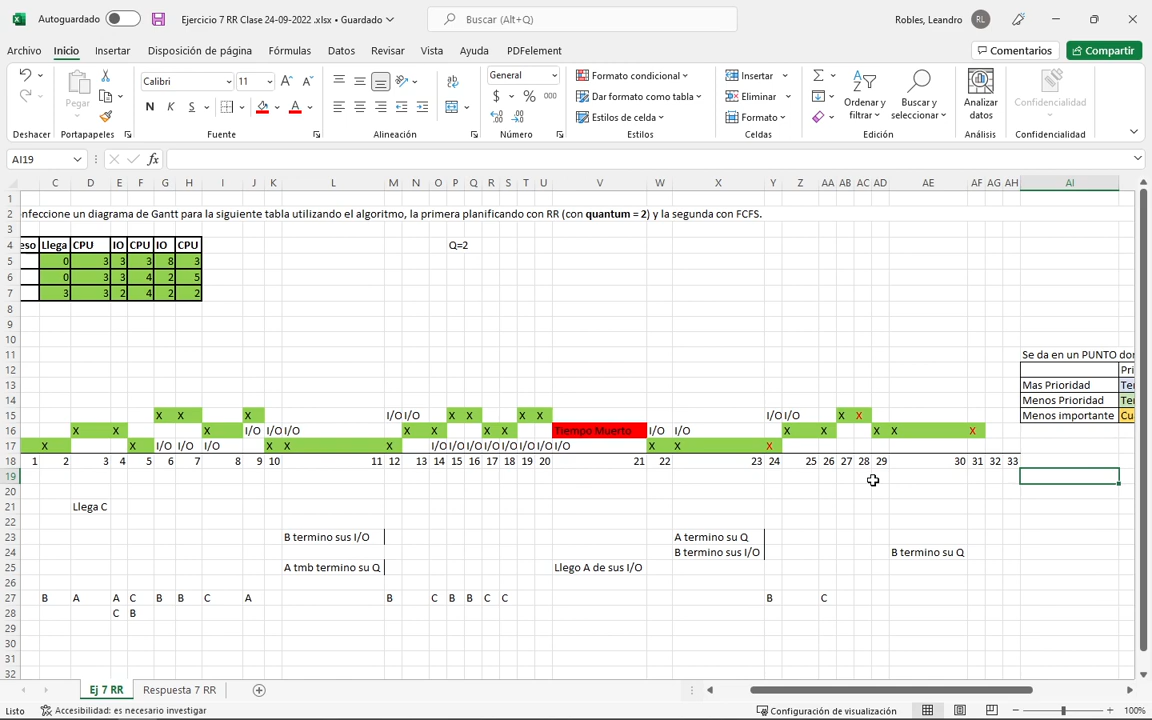 Autoguardado Ejercicio 7 RR Clase 24-09-2022 .xlsx • Guardado Buscar (Alt+Q) Robles, Leandro RL
Archivo Inicio Insertar Disposición de página Fórmulas Datos Revisar Vista Ayuda PDFelement Comentarios Compartir
Pegar Calibri 11 General Formato condicional Insertar Ordenar y filtrar Buscar y seleccionar Analizar datos Confidencialidad
N K S $ % 000 Dar formato como tabla Eliminar
Estilos de celda Formato
Deshacer Portapapeles Fuente Alineación Número Estilos Celdas Edición Análisis Confidencialidad
AI19 fx
C D E F G H I J K L M N O P Q R S T U V W X Y Z AA AB AC AD AE AF AG AH AI
1
2 nfeccione un diagrama de Gantt para la siguiente tabla utilizando el algoritmo, la primera planificando con RR (con quantum = 2) y la segunda con FCFS.
3
4 eso Llega CPU IO CPU IO CPU Q=2
5 0 3 3 3 8 3
6 0 3 3 4 2 5
7 3 3 2 4 2 2
8
9
10
11 Se da en un PUNTO don
12 Pri
13 Mas Prioridad Ter
14 Menos Prioridad Te
15 X X X I/O I/O X X X X I/O I/O X X Menos importante Cu
16 X X X I/O I/O I/O X X X X Tiempo Muerto I/O X X X X X X
17 X X I/O I/O I/O X X X I/O I/O I/O I/O I/O I/O I/O I/O X X X
18 1 2 3 4 5 6 7 8 9 10 11 12 13 14 15 16 17 18 19 20 21 22 23 24 25 26 27 28 29 30 31 32 33
19
20
21 Llega C
22
23 B termino sus I/O A termino su Q
24 B termino sus I/O B termino su Q
25 A tmb termino su Q Llego A de sus I/O
26
27 B A A C B B C A B C B B C C B C
28 C B
29
30
31
32
Ej 7 RR Respuesta 7 RR
Listo Accesibilidad: es necesario investigar Configuración de visualización 100%